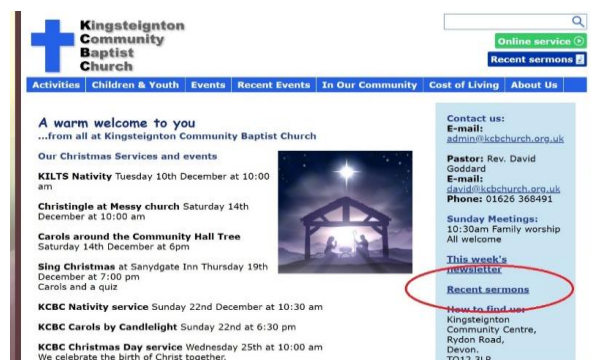 Kingsteignton
Community
Baptist
Church
Online service
Recent sermons
Activities Children & Youth Events Recent Events In Our Community Cost of Living About Us
A warm welcome to you
...from all at Kingsteignton Community Baptist Church
Our Christmas Services and events
KILTS Nativity Tuesday 10th December at 10:00
am
Christingle at Messy church Saturday 14th
December at 10:00 am
Carols around the Community Hall Tree
Saturday 14th December at 6pm
Sing Christmas at Sanydgate Inn Thursday 19th
December at 7:00 pm
Carols and a quiz
KCBC Nativity service Sunday 22nd December at 10:30 am
KCBC Carols by Candlelight Sunday 22nd at 6:30 pm
KCBC Christmas Day service Wednesday 25th at 10:00 am
We celebrate the birth of Christ together.
Contact us:
E-mail:
admin@kcbchurch.org.uk
Pastor: Rev. David
Goddard
E-mail:
david@kcbchurch.org.uk
Phone: 01626 368491
Sunday Meetings:
10:30am Family worship
All welcome
This week's
newsletter
Recent sermons
How to find us:
Kingsteignton
Community Centre,
Rydon Road,
Devon.
TQ12 3LP